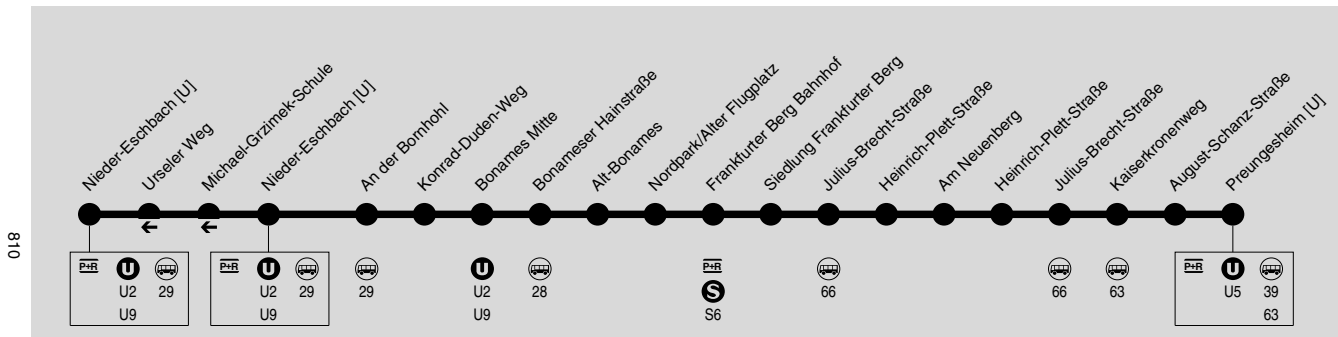 Nieder-Eschbach [U]
Urseler Weg
Michael-Grzimek-Schule
Nieder-Eschbach [U]
An der Bornhohl
Konrad-Duden-Weg
Bonames Mitte
Bonameser Hainstraße
Alt-Bonames
Nordpark/Alter Flugplatz
Frankfurter Berg Bahnhof
Siedlung Frankfurter Berg
Julius-Brecht-Straße
Heinrich-Plett-Straße
Am Neuenberg
Heinrich-Plett-Straße
Julius-Brecht-Straße
Kaiserkronenweg
August-Schanz-Straße
Preungesheim [U]
810
P+R U
U2 29
U9
P+R U
U2 29
U9
29
U
U2
U9
28
P+R
S
S6
66
66
63
P+R U
U5 39
63